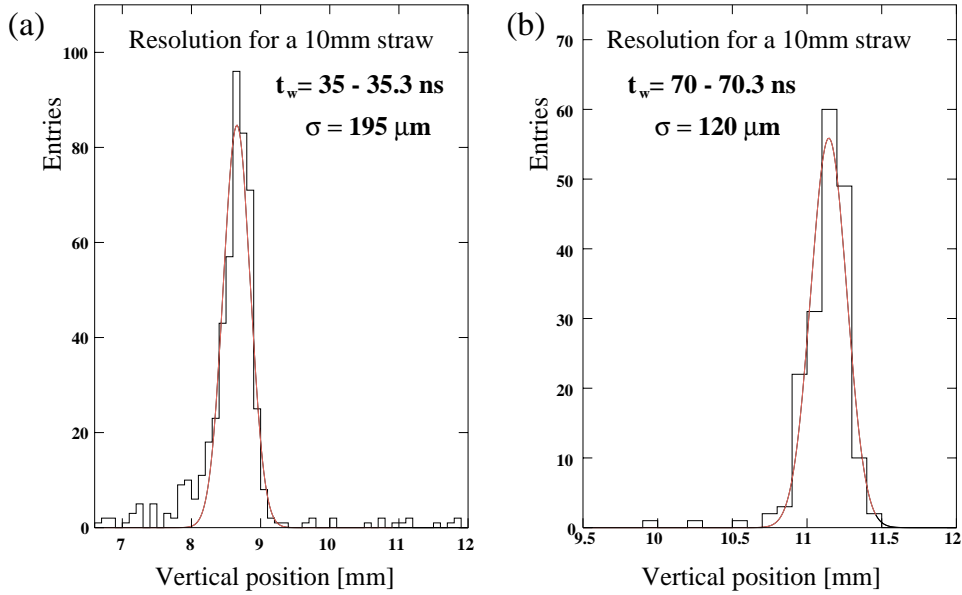 (a)
Resolution for a 10mm straw
t_w= 35 - 35.3 ns
σ = 195 μm
Entries
100
80
60
40
20
0
7 8 9 10 11 12
Vertical position [mm]
(b)
Resolution for a 10mm straw
t_w= 70 - 70.3 ns
σ = 120 μm
Entries
70
60
50
40
30
20
10
0
9.5 10 10.5 11 11.5 12
Vertical position [mm]